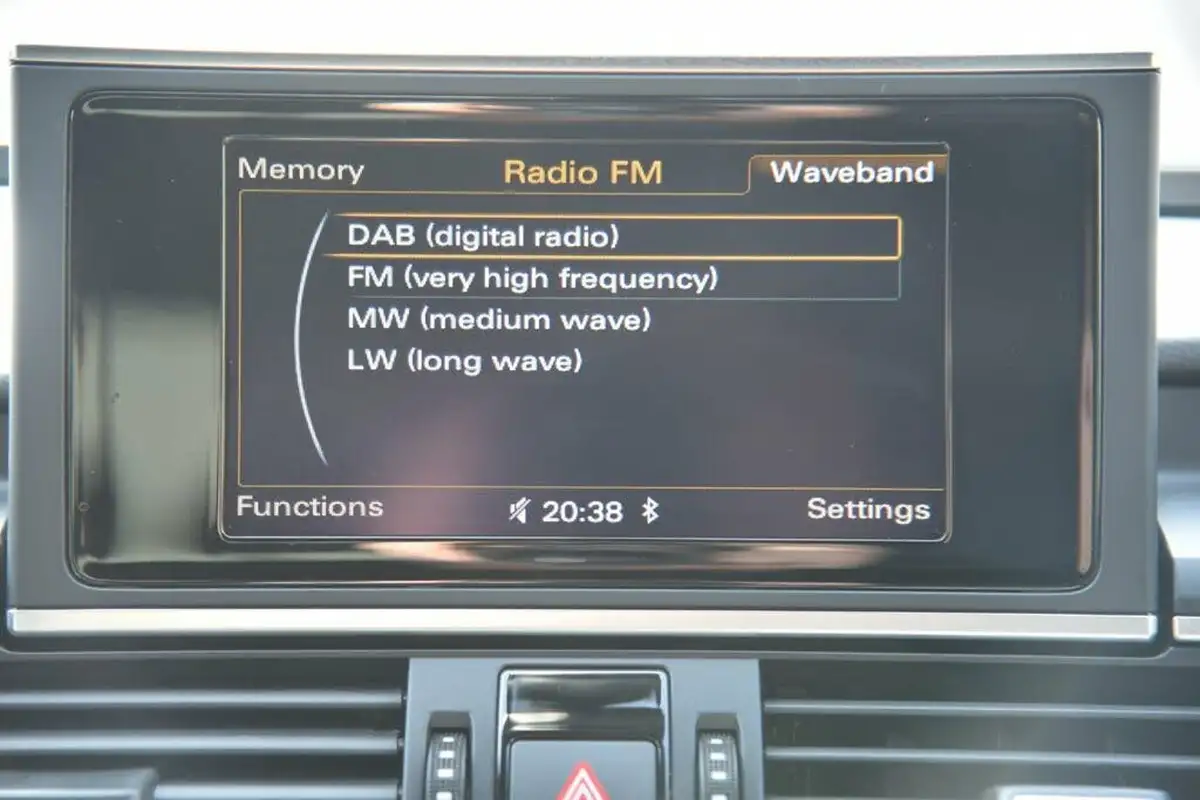 Memory Radio FM Waveband
DAB (digital radio)
FM (very high frequency)
MW (medium wave)
LW (long wave)
Functions 20:38 Settings